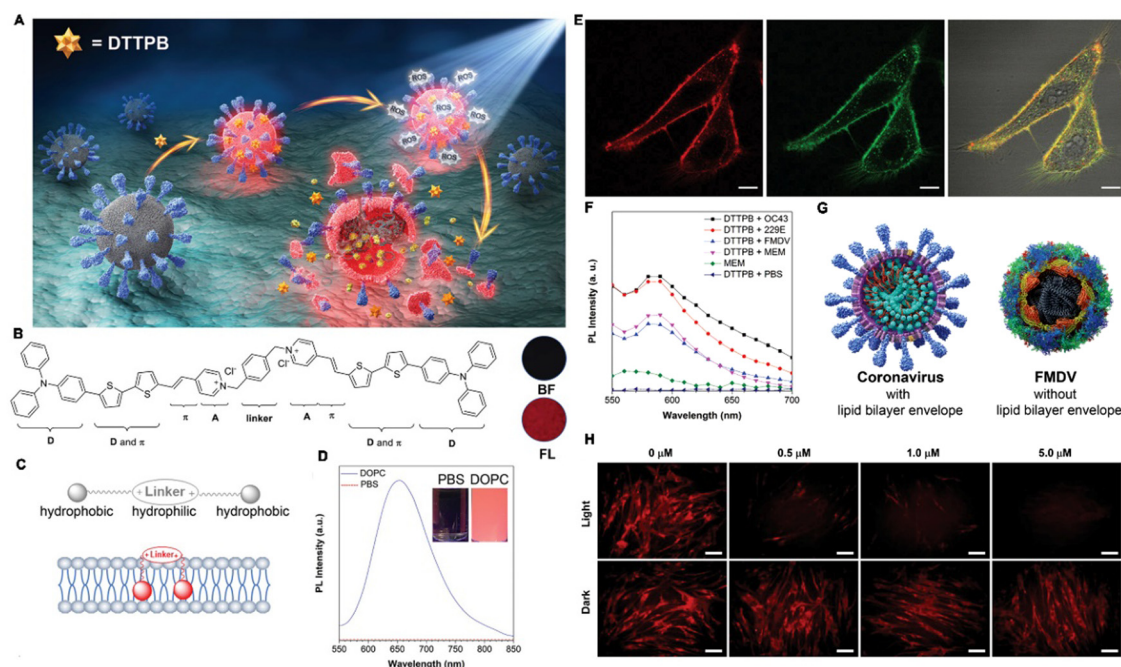 A
= DTTPB
ROS
ROS
ROS
ROS
ROS
ROS
ROS
B
N
S
S
Cl-
N
+
N
+
Cl-
S
S
N
π
A
linker
A
π
D
D and π
D and π
D
BF
FL
C
+ Linker +
hydrophobic
hydrophilic
hydrophobic
+ Linker +
D
DOPC
PBS
PBS
DOPC
PL Intensity (a.u.)
550 600 650 700 750 800 850
Wavelength (nm)
E
F
DTTPB + OC43
DTTPB + 229E
DTTPB + FMDV
DTTPB + MEM
MEM
DTTPB + PBS
PL Intensity (a. u.)
550 600 650 700
Wavelength (nm)
G
Coronavirus
with
lipid bilayer envelope
FMDV
without
lipid bilayer envelope
H
0 μM 0.5 μM 1.0 μM 5.0 μM
Light
Dark